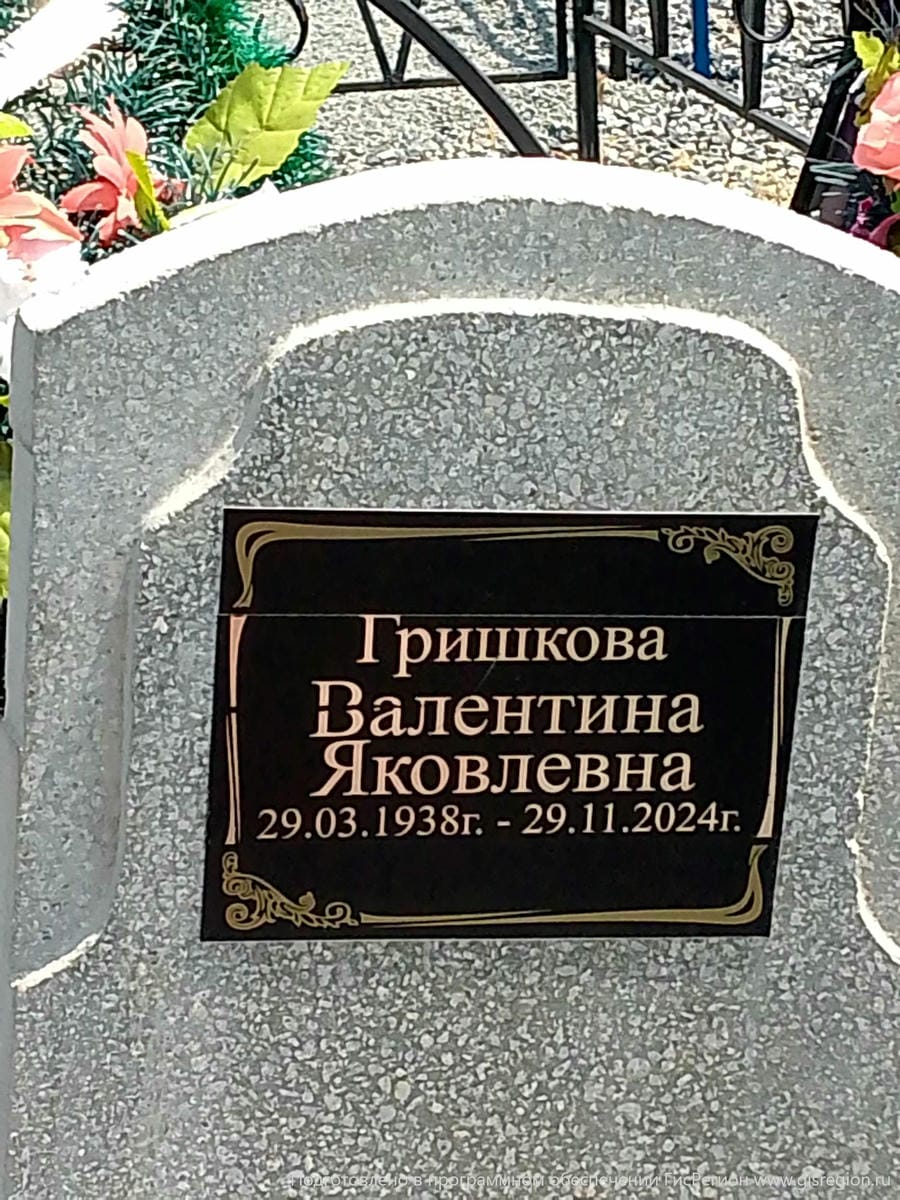 Гришкова
Валентина
Яковлевна
29.03.1938г. - 29.11.2024г.
Подготовлено в программном обеспечении ГисРегион www.gisregion.ru